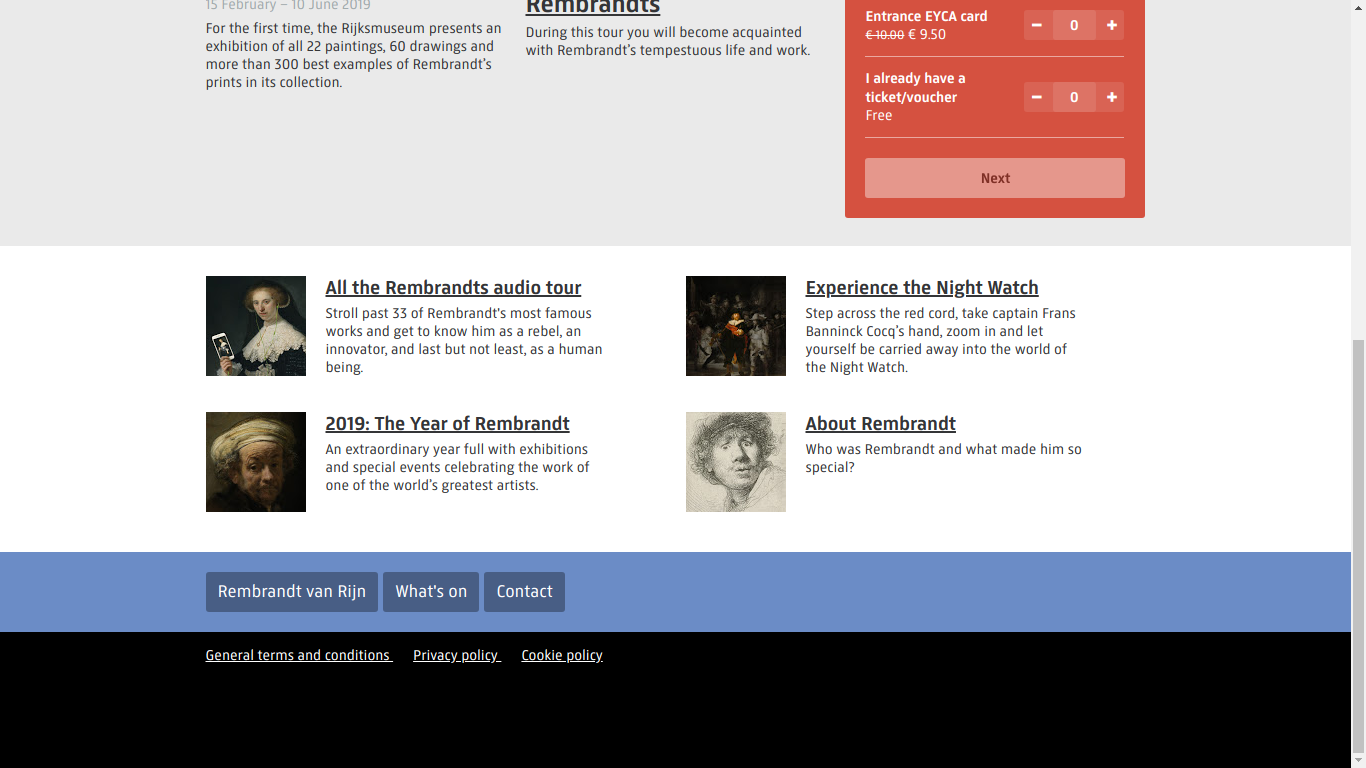 15 February – 10 June 2019
For the first time, the Rijksmuseum presents an
exhibition of all 22 paintings, 60 drawings and
more than 300 best examples of Rembrandt's
prints in its collection.
Rembrandts
During this tour you will become acquainted
with Rembrandt's tempestuous life and work.
Entrance EYCA card
€ 10.00 € 9.50
0
I already have a
ticket/voucher
Free
0
Next
All the Rembrandts audio tour
Stroll past 33 of Rembrandt's most famous
works and get to know him as a rebel, an
innovator, and last but not least, as a human
being.
Experience the Night Watch
Step across the red cord, take captain Frans
Banninck Cocq's hand, zoom in and let
yourself be carried away into the world of
the Night Watch.
2019: The Year of Rembrandt
An extraordinary year full with exhibitions
and special events celebrating the work of
one of the world's greatest artists.
About Rembrandt
Who was Rembrandt and what made him so
special?
Rembrandt van Rijn
What's on
Contact
General terms and conditions
Privacy policy
Cookie policy